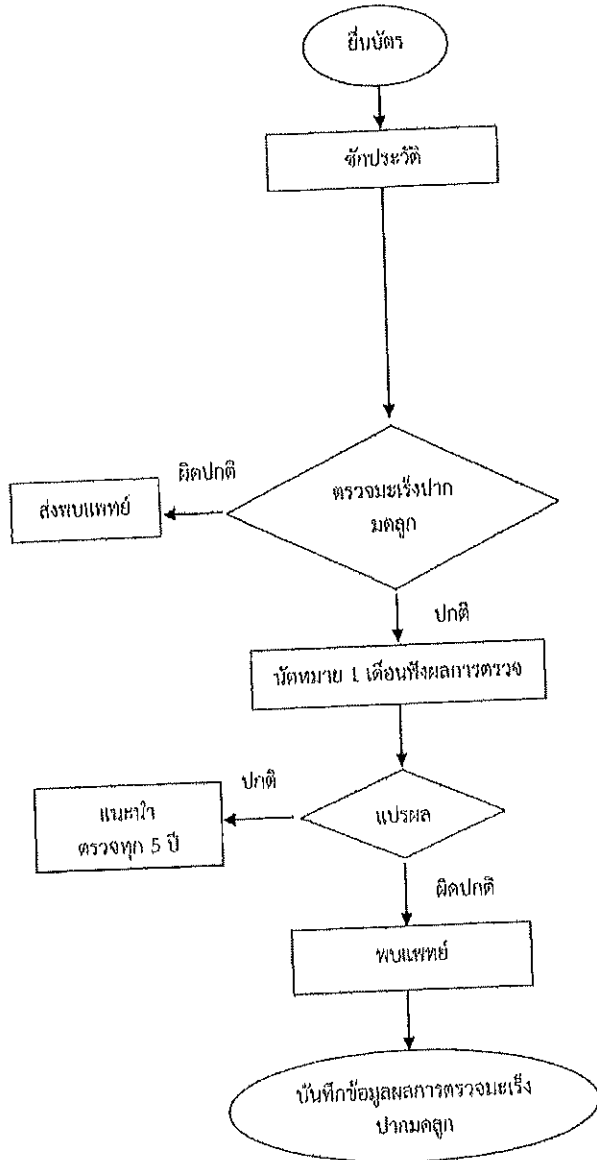 ยื่นบัตร
ซักประวัติ
ตรวจมะเร็งปาก
มดลูก
ผิดปกติ
ส่งพบแพทย์
ปกติ
นัดหมาย 1 เดือนฟังผลการตรวจ
แปรผล
ปกติ
แนะนำ
ตรวจทุก 5 ปี
ผิดปกติ
พบแพทย์
บันทึกข้อมูลผลการตรวจมะเร็ง
ปากมดลูก